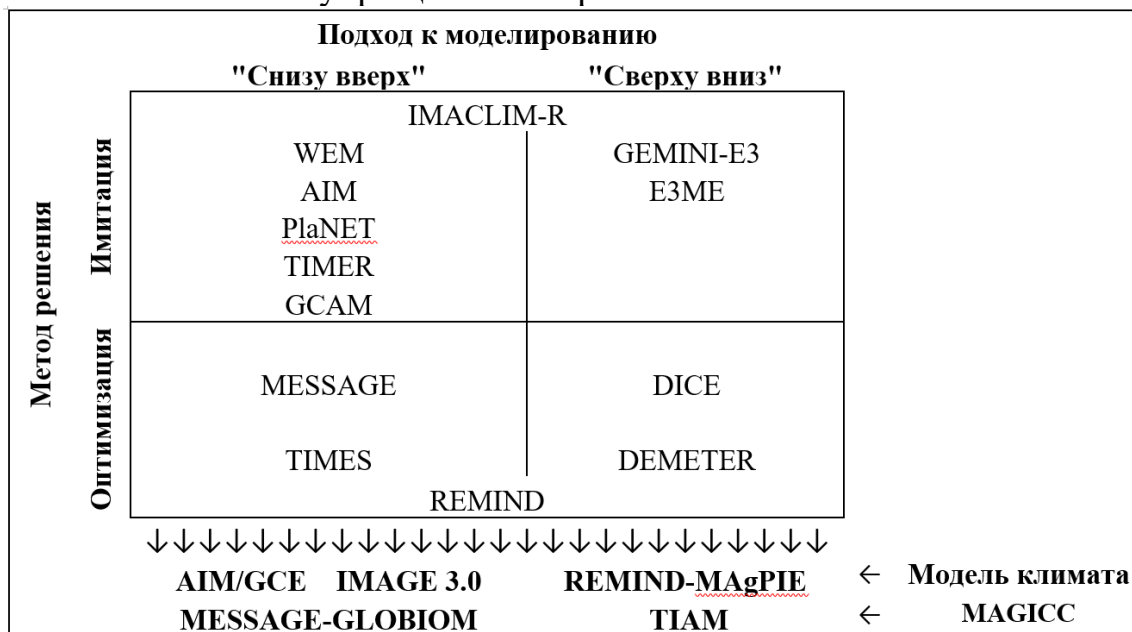 Подход к моделированию
"Снизу вверх" "Сверху вниз"
Метод решения
Имитация
IMACLIM-R
WEM GEMINI-E3
AIM E3ME
PlaNET
TIMER
GCAM
Оптимизация
MESSAGE DICE
TIMES DEMETER
REMIND
↓↓↓↓↓↓↓↓↓↓↓↓↓↓↓↓↓↓↓↓↓↓↓↓↓↓
AIM/GCE IMAGE 3.0 REMIND-MAgPIE ← Модель климата
MESSAGE-GLOBIOM TIAM ← MAGICC